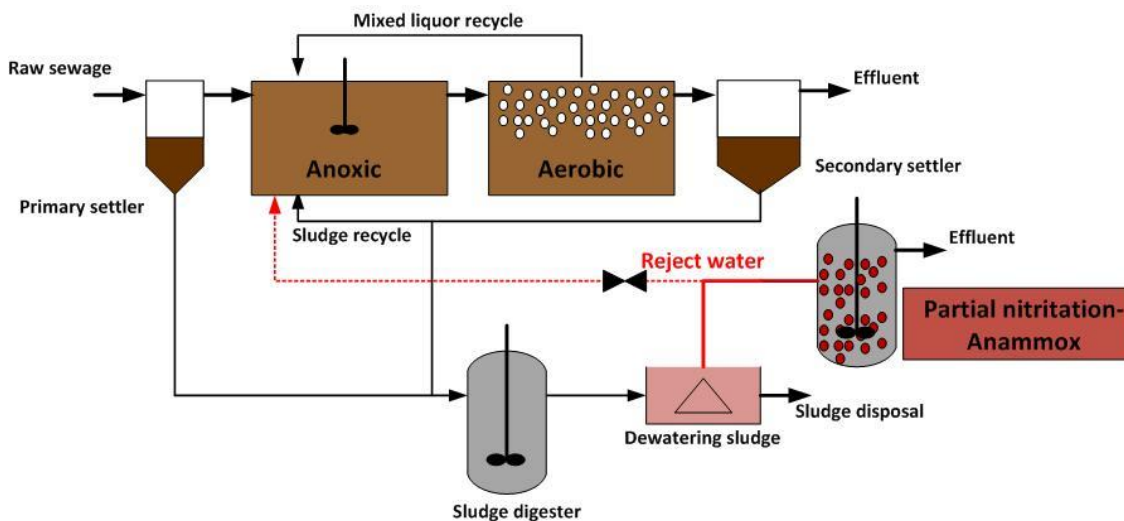 Mixed liquor recycle
Raw sewage
Effluent
Anoxic
Aerobic
Secondary settler
Primary settler
Sludge recycle
Effluent
Reject water
Partial nitritation-
Anammox
Sludge disposal
Dewatering sludge
Sludge digester